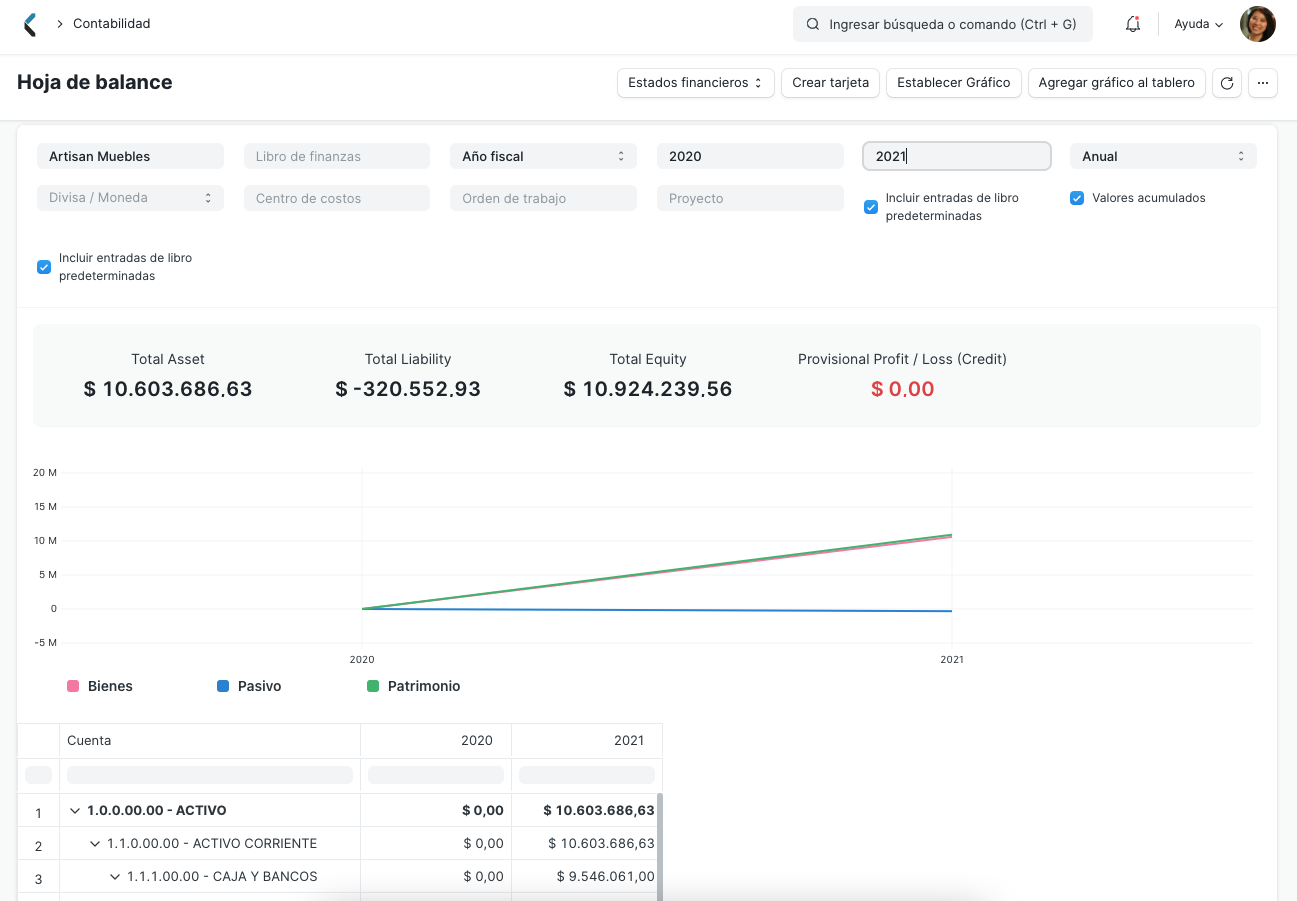 Contabilidad
Ingresar búsqueda o comando (Ctrl + G)
Ayuda
Hoja de balance
Estados financieros
Crear tarjeta
Establecer Gráfico
Agregar gráfico al tablero
...
Artisan Muebles
Libro de finanzas
Año fiscal
2020
2021
Anual
Divisa / Moneda
Centro de costos
Orden de trabajo
Proyecto
Incluir entradas de libro
predeterminadas
Valores acumulados
Incluir entradas de libro
predeterminadas
Total Asset
$ 10.603.686,63
Total Liability
$ -320.552,93
Total Equity
$ 10.924.239,56
Provisional Profit / Loss (Credit)
$ 0,00
20 M
15 M
10 M
5 M
0
-5 M
2020
2021
Bienes
Pasivo
Patrimonio
Cuenta 2020 2021
1 1.0.0.00.00 - ACTIVO $ 0,00 $ 10.603.686,63
2 1.1.0.00.00 - ACTIVO CORRIENTE $ 0,00 $ 10.603.686,63
3 1.1.1.00.00 - CAJA Y BANCOS $ 0,00 $ 9.546.061,00